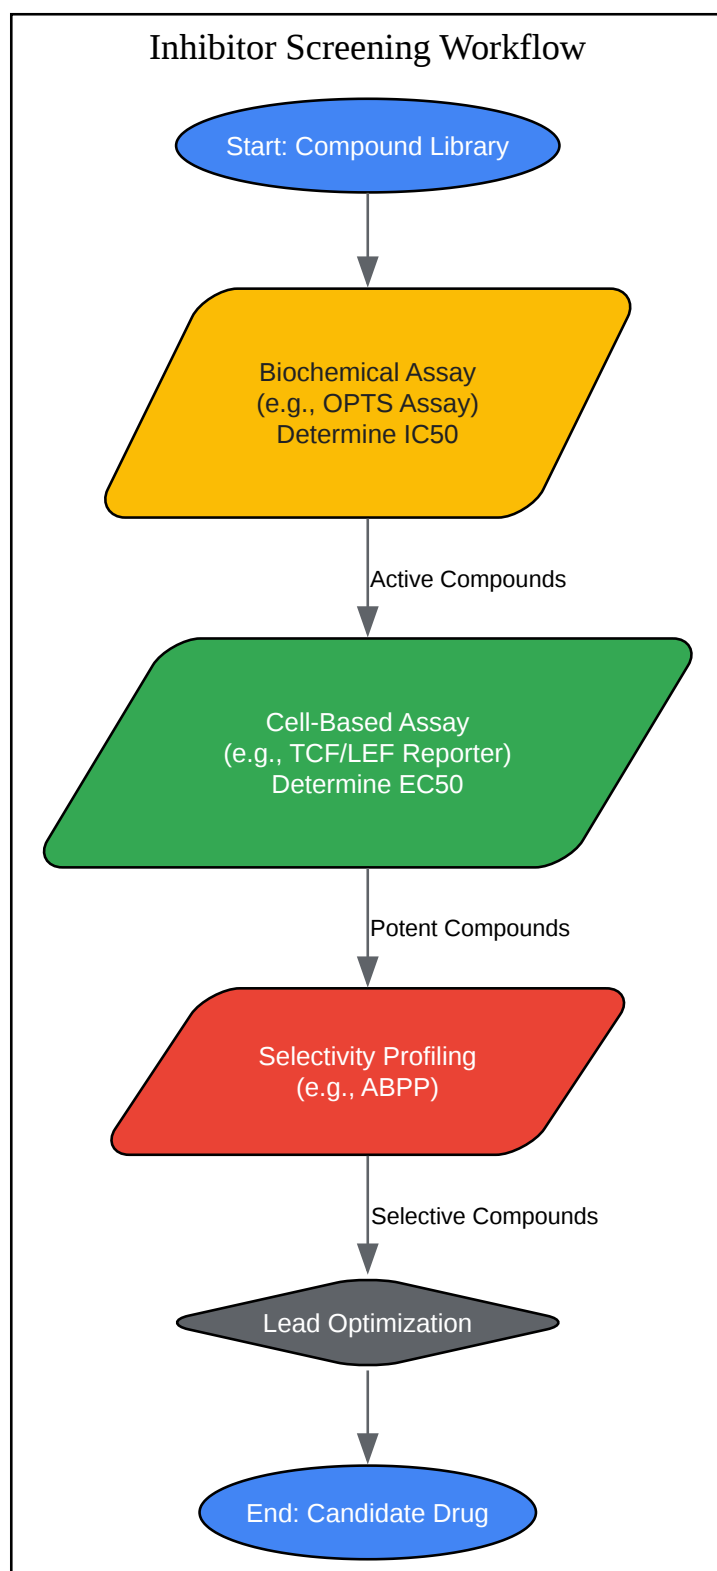 Inhibitor Screening Workflow
Start: Compound Library
Biochemical Assay
(e.g., OPTS Assay)
Determine IC50
Active Compounds
Cell-Based Assay
(e.g., TCF/LEF Reporter)
Determine EC50
Potent Compounds
Selectivity Profiling
(e.g., ABPP)
Selective Compounds
Lead Optimization
End: Candidate Drug